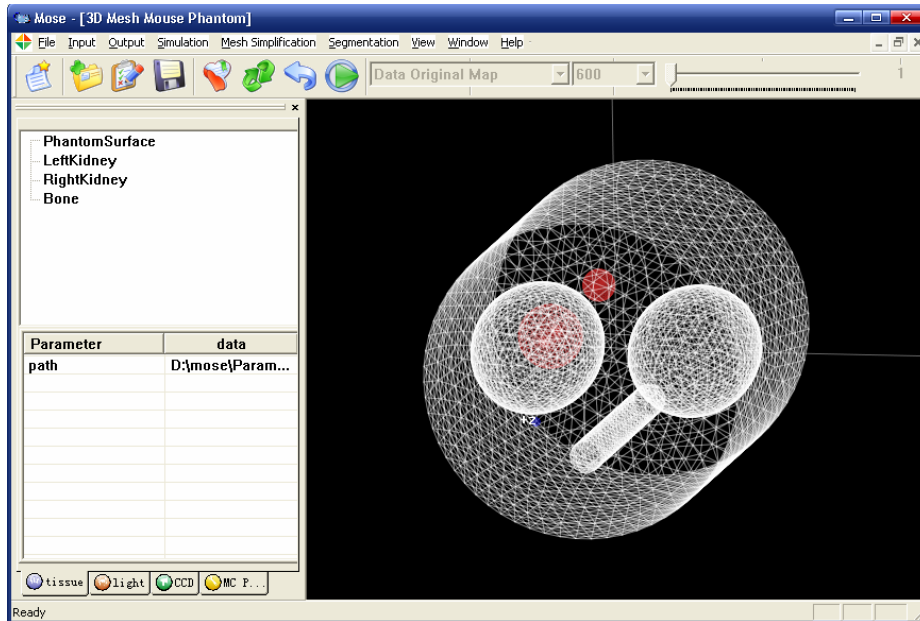 Mose - [3D Mesh Mouse Phantom]
File Input Output Simulation Mesh Simplification Segmentation View Window Help
Data Original Map 600 1
PhantomSurface
LeftKidney
RightKidney
Bone
Parameter data
path D:\mose\Param...
+Z
tissue light CCD MC P...
Ready